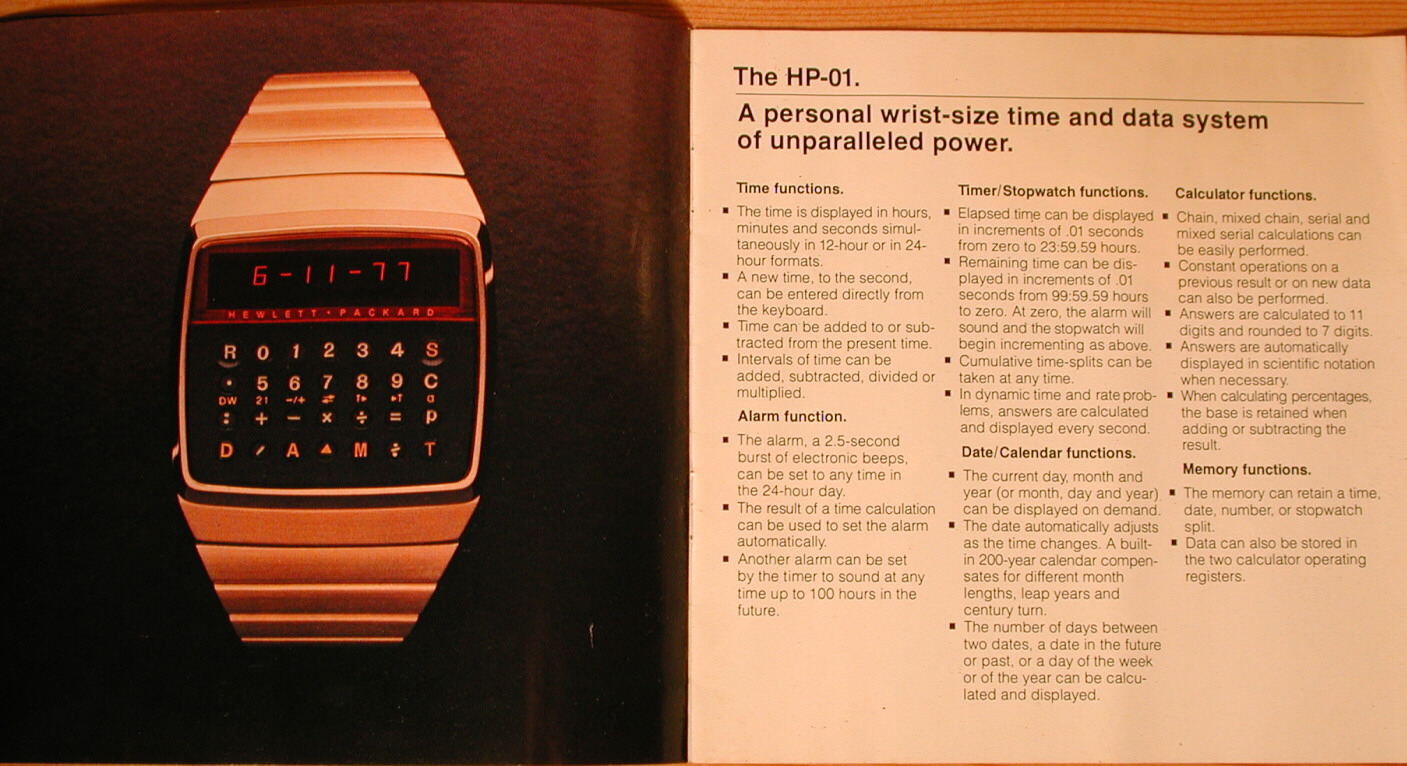 6-11-77
HEWLETT·PACKARD
R 0 1 2 3 4 S
. 5 6 7 8 9 C
DW 21 -/+ ⇄ a
: + − × ÷ = p
D / A ▲ M ÷ T
The HP-01.
A personal wrist-size time and data system
of unparalleled power.
Time functions.
▪ The time is displayed in hours,
minutes and seconds simul-
taneously in 12-hour or in 24-
hour formats.
▪ A new time, to the second,
can be entered directly from
the keyboard.
▪ Time can be added to or sub-
tracted from the present time.
▪ Intervals of time can be
added, subtracted, divided or
multiplied.
Alarm function.
▪ The alarm, a 2.5-second
burst of electronic beeps,
can be set to any time in
the 24-hour day.
▪ The result of a time calculation
can be used to set the alarm
automatically.
▪ Another alarm can be set
by the timer to sound at any
time up to 100 hours in the
future.
Timer/Stopwatch functions.
▪ Elapsed time can be displayed
in increments of .01 seconds
from zero to 23:59.59 hours.
▪ Remaining time can be dis-
played in increments of .01
seconds from 99:59.59 hours
to zero. At zero, the alarm will
sound and the stopwatch will
begin incrementing as above.
▪ Cumulative time-splits can be
taken at any time.
▪ In dynamic time and rate prob-
lems, answers are calculated
and displayed every second.
Date/Calendar functions.
▪ The current day, month and
year (or month, day and year)
can be displayed on demand.
▪ The date automatically adjusts
as the time changes. A built-
in 200-year calendar compen-
sates for different month
lengths, leap years and
century turn.
▪ The number of days between
two dates, a date in the future
or past, or a day of the week
or of the year can be calcu-
lated and displayed.
Calculator functions.
▪ Chain, mixed chain, serial and
mixed serial calculations can
be easily performed.
▪ Constant operations on a
previous result or on new data
can also be performed.
▪ Answers are calculated to 11
digits and rounded to 7 digits.
▪ Answers are automatically
displayed in scientific notation
when necessary.
▪ When calculating percentages,
the base is retained when
adding or subtracting the
result.
Memory functions.
▪ The memory can retain a time,
date, number, or stopwatch
split.
▪ Data can also be stored in
the two calculator operating
registers.